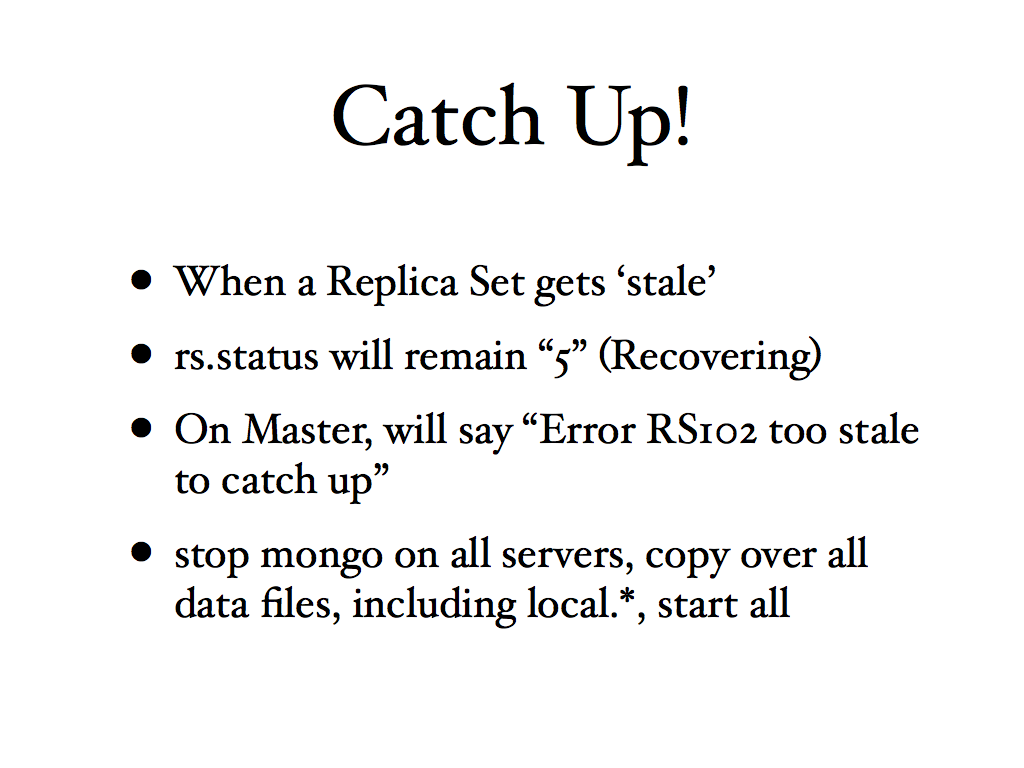 Catch Up!
• When a Replica Set gets ‘stale’
• rs.status will remain “5” (Recovering)
• On Master, will say “Error RS102 too stale
to catch up”
• stop mongo on all servers, copy over all
data files, including local.*, start all